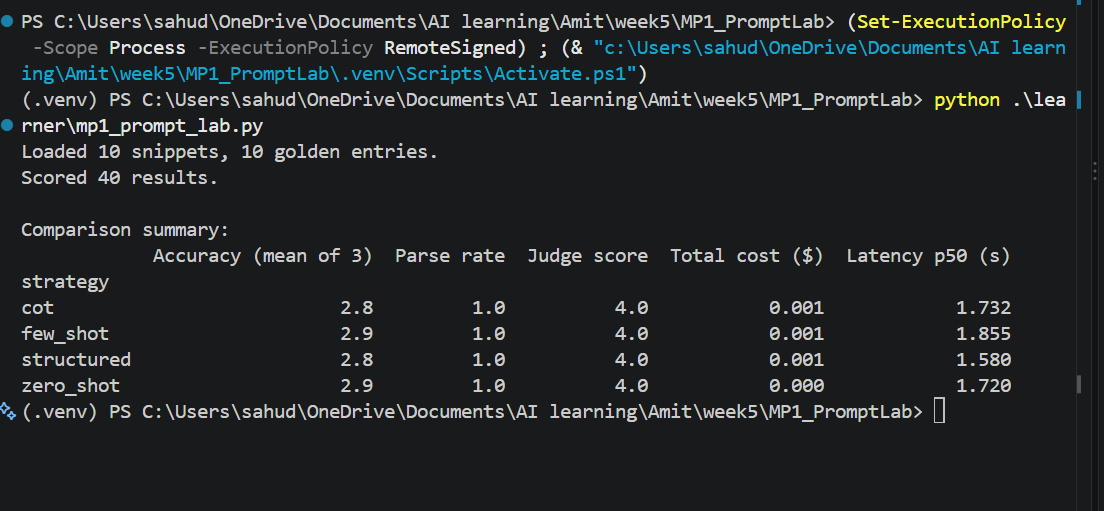 PS C:\Users\sahud\OneDrive\Documents\AI learning\Amit\week5\MP1_PromptLab> (Set-ExecutionPolicy
-Scope Process -ExecutionPolicy RemoteSigned) ; (& "c:\Users\sahud\OneDrive\Documents\AI learn
ing\Amit\week5\MP1_PromptLab\.venv\Scripts\Activate.ps1")
(.venv) PS C:\Users\sahud\OneDrive\Documents\AI learning\Amit\week5\MP1_PromptLab> python .\lea
rner\mp1_prompt_lab.py
Loaded 10 snippets, 10 golden entries.
Scored 40 results.
Comparison summary:
Accuracy (mean of 3) Parse rate Judge score Total cost ($) Latency p50 (s)
strategy
cot 2.8 1.0 4.0 0.001 1.732
few_shot 2.9 1.0 4.0 0.001 1.855
structured 2.8 1.0 4.0 0.001 1.580
zero_shot 2.9 1.0 4.0 0.000 1.720
(.venv) PS C:\Users\sahud\OneDrive\Documents\AI learning\Amit\week5\MP1_PromptLab>